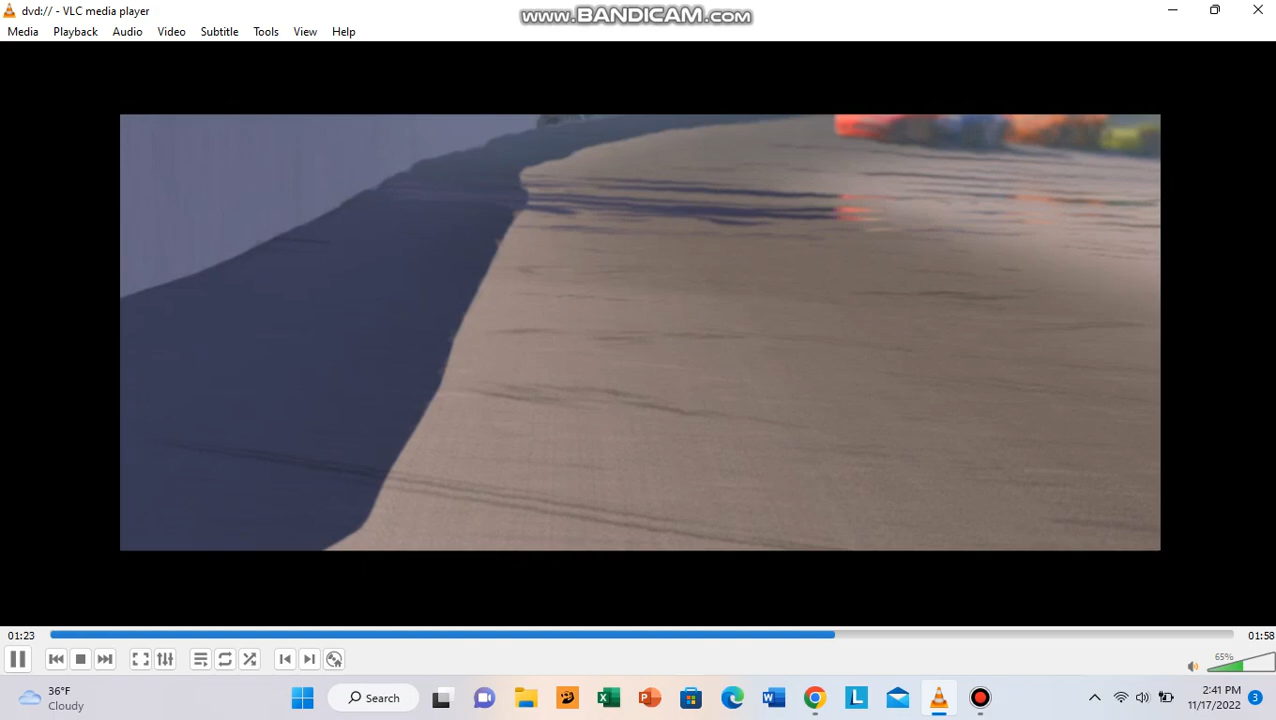 dvd:// - VLC media player
www.BANDICAM.com
Media Playback Audio Video Subtitle Tools View Help
01:23
01:58
65%
36°F
Cloudy
Search
2:41 PM
11/17/2022
3